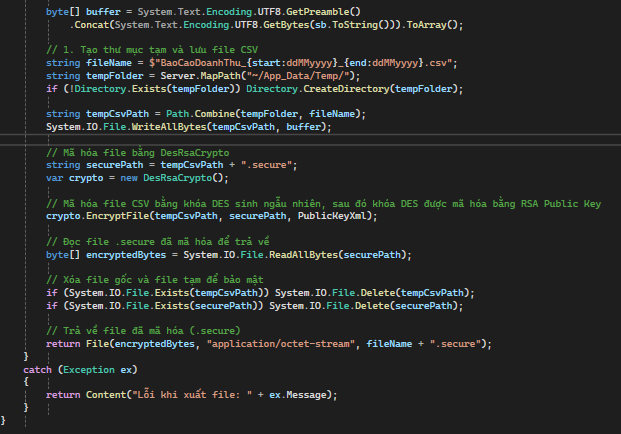 byte[] buffer = System.Text.Encoding.UTF8.GetPreamble()
.Concat(System.Text.Encoding.UTF8.GetBytes(sb.ToString())).ToArray();
// 1. Tạo thư mục tạm và lưu file CSV
string fileName = $"BaoCaoDoanhThu_{start:ddMMyyyy}_{end:ddMMyyyy}.csv";
string tempFolder = Server.MapPath("~/App_Data/Temp/");
if (!Directory.Exists(tempFolder)) Directory.CreateDirectory(tempFolder);
string tempCsvPath = Path.Combine(tempFolder, fileName);
System.IO.File.WriteAllBytes(tempCsvPath, buffer);
// Mã hóa file bằng DesRsaCrypto
string securePath = tempCsvPath + ".secure";
var crypto = new DesRsaCrypto();
// Mã hóa file CSV bằng khóa DES sinh ngẫu nhiên, sau đó khóa DES được mã hóa bằng RSA Public Key
crypto.EncryptFile(tempCsvPath, securePath, PublicKeyXml);
// Đọc file .secure đã mã hóa để trả về
byte[] encryptedBytes = System.IO.File.ReadAllBytes(securePath);
// Xóa file gốc và file tạm để bảo mật
if (System.IO.File.Exists(tempCsvPath)) System.IO.File.Delete(tempCsvPath);
if (System.IO.File.Exists(securePath)) System.IO.File.Delete(securePath);
// Trả về file đã mã hóa (.secure)
return File(encryptedBytes, "application/octet-stream", fileName + ".secure");
}
catch (Exception ex)
{
return Content("Lỗi khi xuất file: " + ex.Message);
}
}